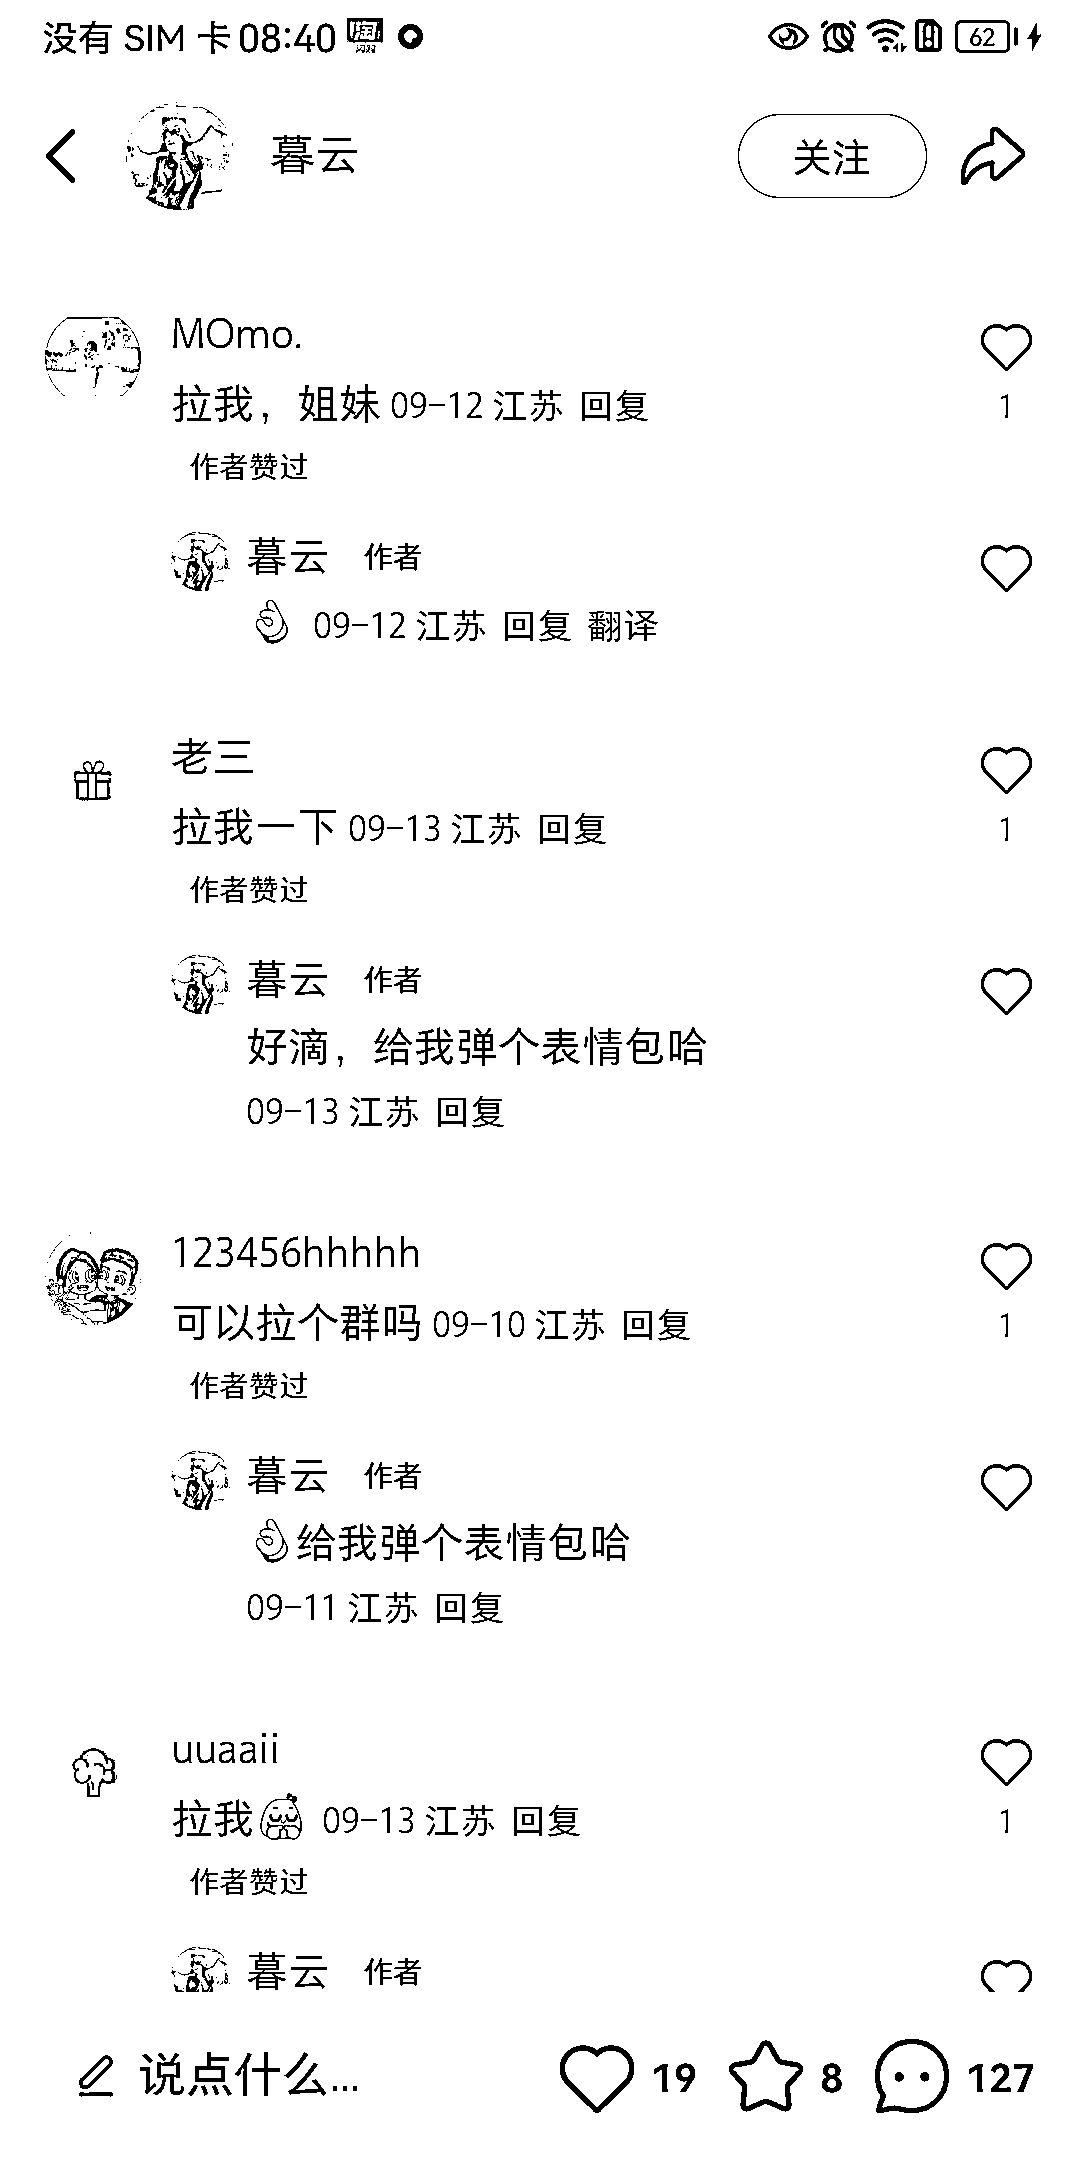 没有 SIM 卡 08:40 淘 62
暮云 关注
MOmo.
拉我，姐妹 09-12 江苏 回复 1
作者赞过
暮云 作者
👌 09-12 江苏 回复 翻译
老三
拉我一下 09-13 江苏 回复 1
作者赞过
暮云 作者
好滴，给我弹个表情包哈
09-13 江苏 回复
123456hhhhh
可以拉个群吗 09-10 江苏 回复 1
作者赞过
暮云 作者
👌给我弹个表情包哈
09-11 江苏 回复
uuaaii
拉我 09-13 江苏 回复 1
作者赞过
暮云 作者
说点什么... 19 8 127